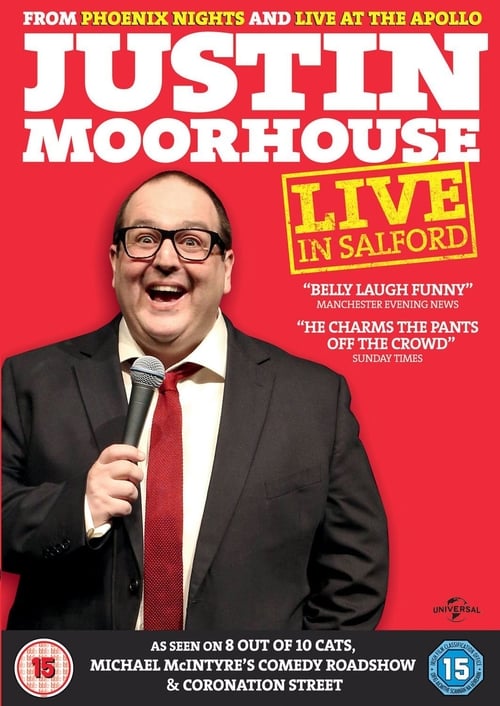 FROM PHOENIX NIGHTS AND LIVE AT THE APOLLO
JUSTIN
MOORHOUSE
LIVE
IN SALFORD
“BELLY LAUGH FUNNY”
MANCHESTER EVENING NEWS
“HE CHARMS THE PANTS
OFF THE CROWD”
SUNDAY TIMES
UNIVERSAL
AS SEEN ON 8 OUT OF 10 CATS,
MICHAEL McINTYRE'S COMEDY ROADSHOW
& CORONATION STREET
15
15